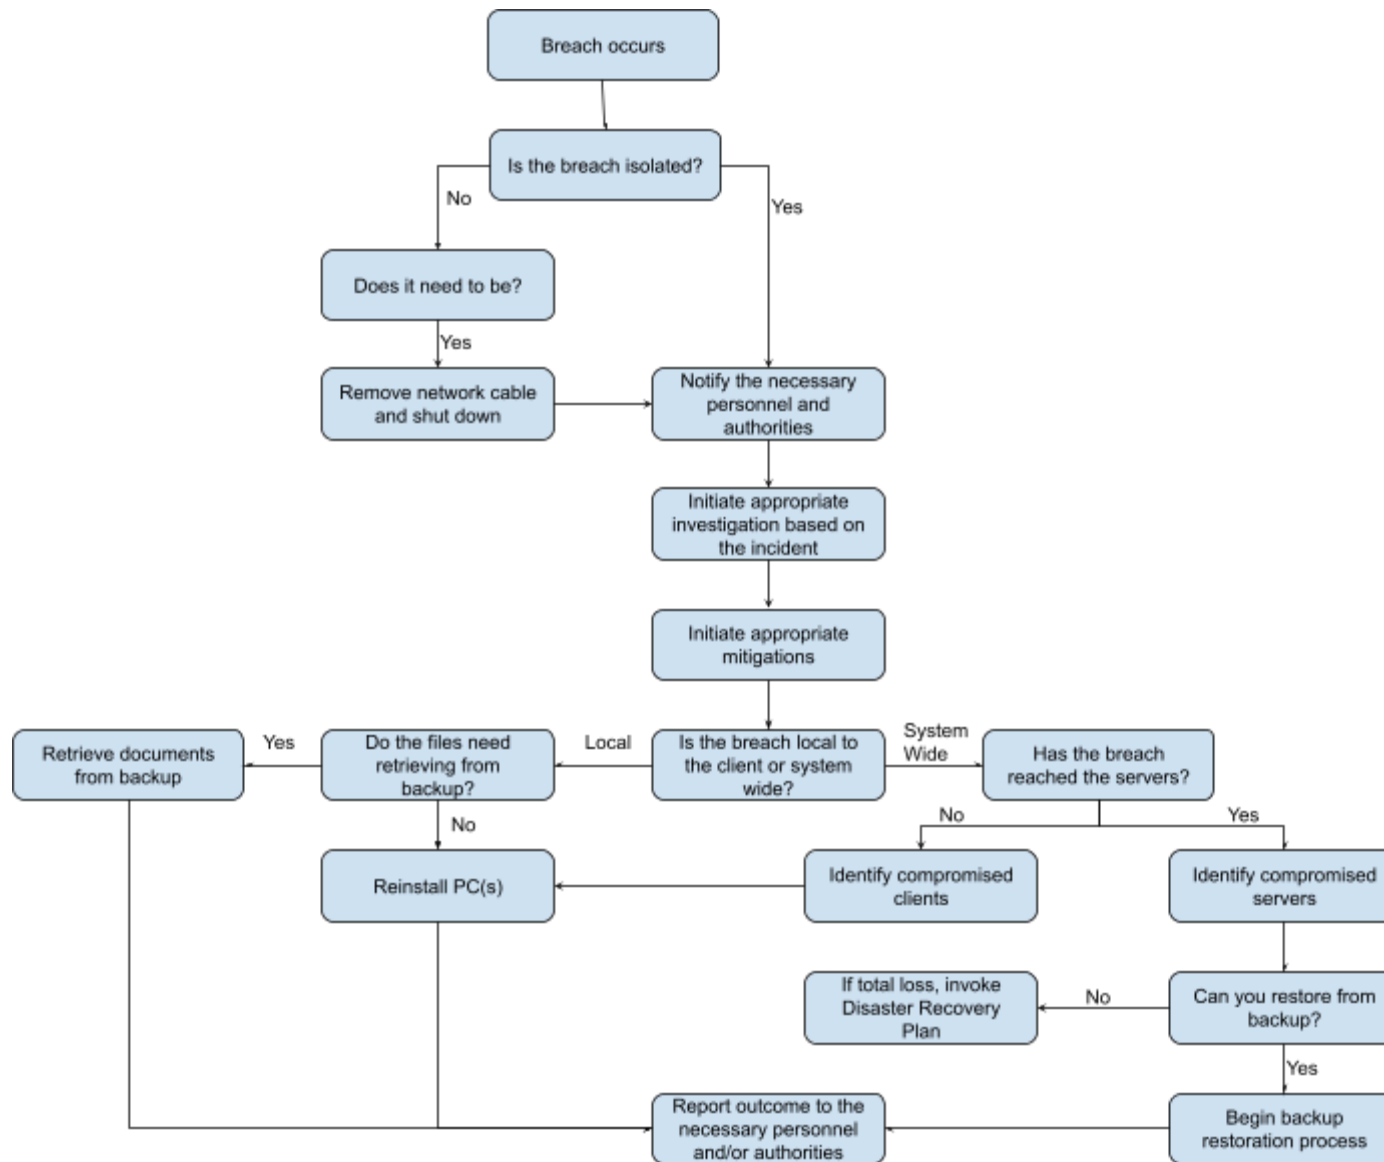 Breach occurs
Is the breach isolated?
No
Yes
Does it need to be?
Yes
Remove network cable
and shut down
Notify the necessary
personnel and
authorities
Initiate appropriate
investigation based on
the incident
Initiate appropriate
mitigations
Retrieve documents
from backup
Yes
Do the files need
retrieving from
backup?
Local
Is the breach local to
the client or system
wide?
System
Wide
Has the breach
reached the servers?
No
No
Yes
Reinstall PC(s)
Identify compromised
clients
Identify compromised
servers
If total loss, invoke
Disaster Recovery
Plan
No
Can you restore from
backup?
Yes
Report outcome to the
necessary personnel
and/or authorities
Begin backup
restoration process